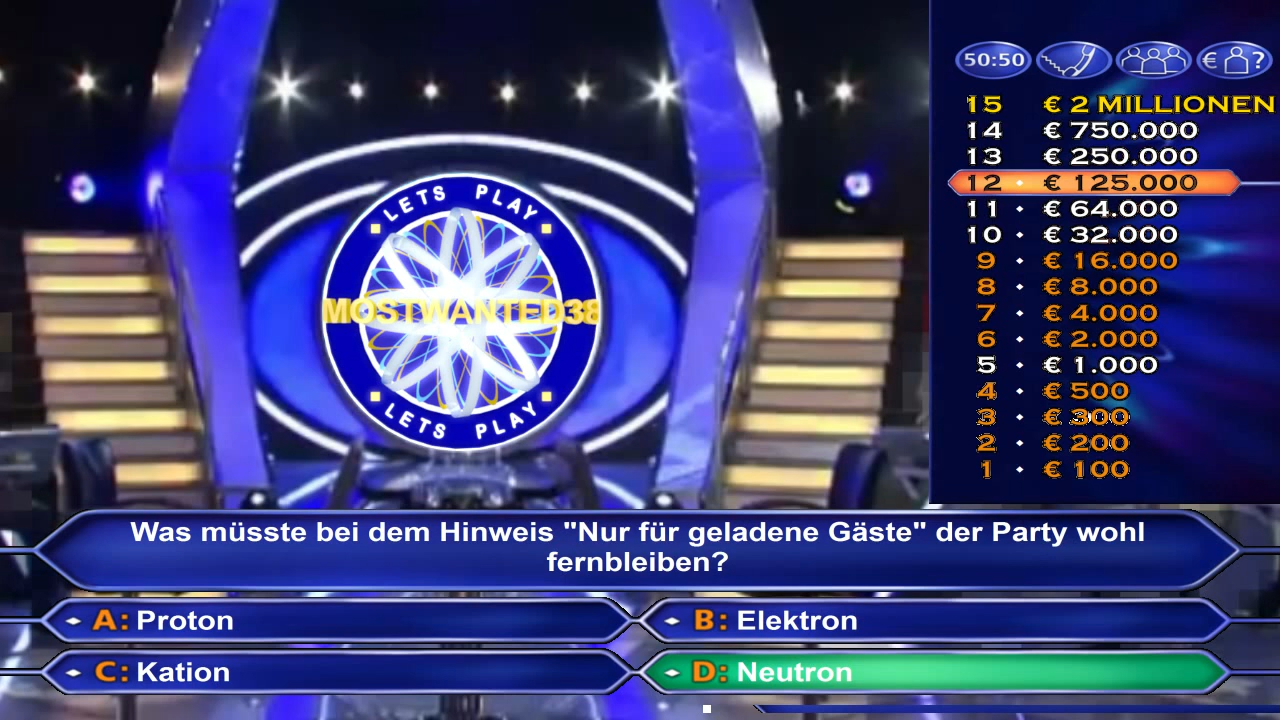 LETS PLAY
MOSTWANTED38
LETS PLAY
50:50
€ ?
15 € 2 MILLIONEN
14 € 750.000
13 € 250.000
12 · € 125.000
11 · € 64.000
10 · € 32.000
9 · € 16.000
8 · € 8.000
7 · € 4.000
6 · € 2.000
5 · € 1.000
4 · € 500
3 · € 300
2 · € 200
1 · € 100
Was müsste bei dem Hinweis "Nur für geladene Gäste" der Party wohl
fernbleiben?
A: Proton
B: Elektron
C: Kation
D: Neutron